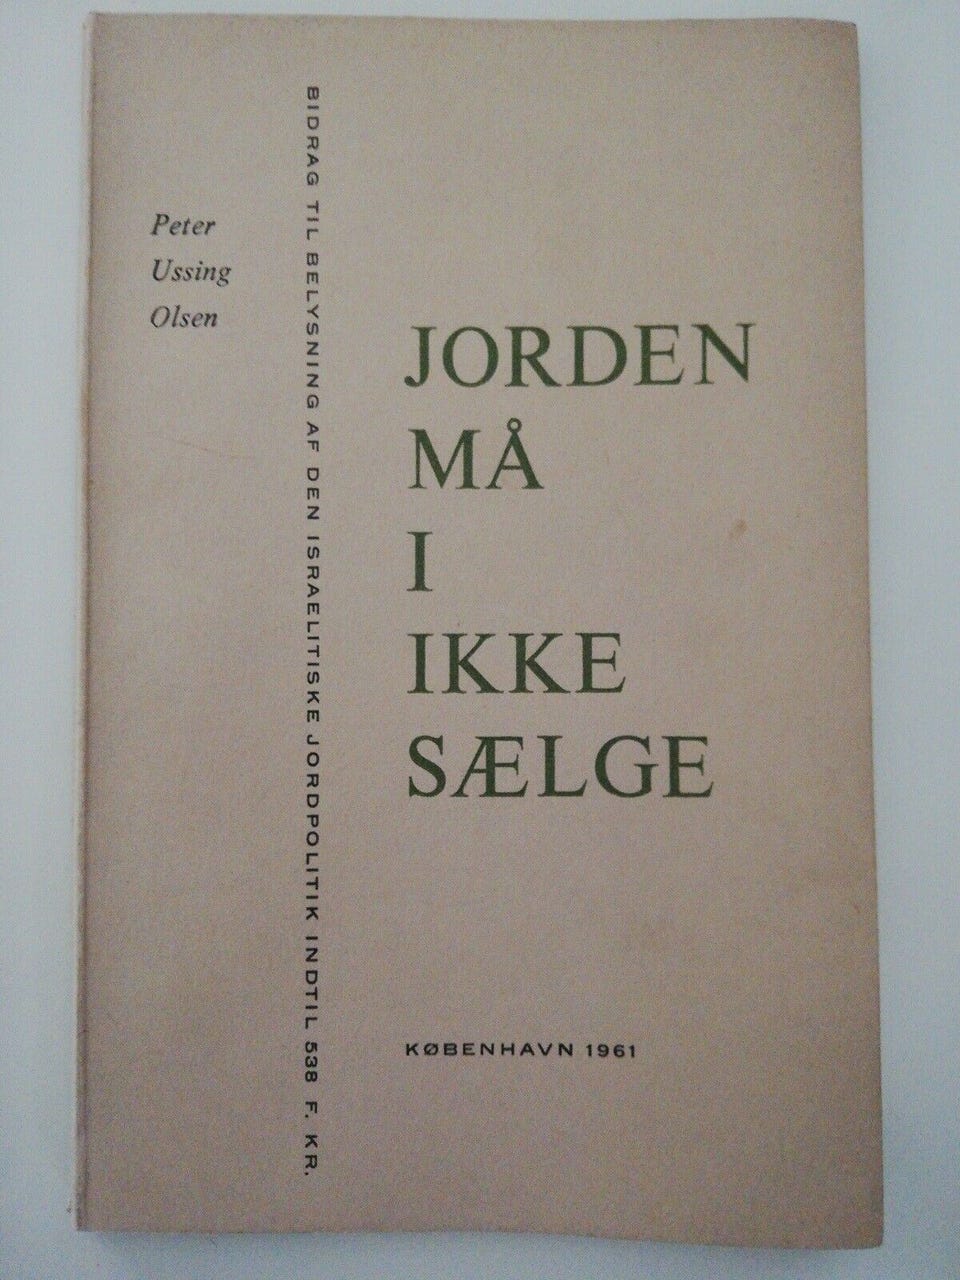 Peter
Ussing
Olsen
BIDRAG TIL BELYSNING AF DEN ISRAELITISKE JORDPOLITIK INDTIL 538 F. KR.
JORDEN
MÅ
I
IKKE
SÆLGE
KØBENHAVN 1961